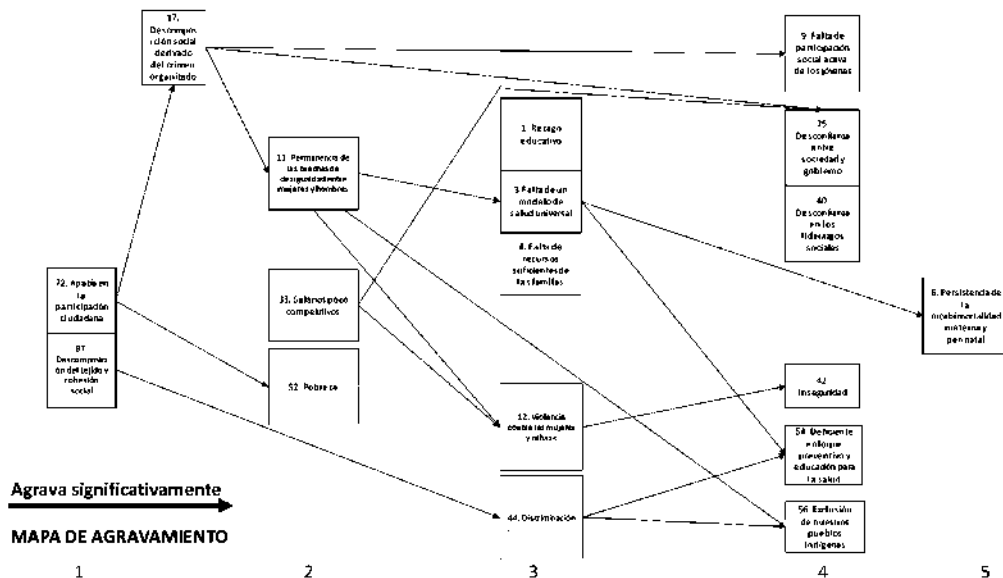 17.
Descompos
ición social
derivado
del crimen
organizado
9. Falta de
participación
social activa
de los jóvenes
1. Rezago
educativo
25
Desconfianza
entre
sociedad y
gobierno
11. Permanencia de
las brechas de
desigualdad entre
mujeres y hombres
3. Falta de un
modelo de
salud universal
40
Desconfianza
en los
liderazgos
sociales
4. Falta de
recursos
suficientes de
las familias
72. Apatía en
la
participación
ciudadana
33. Salarios poco
competitivos
6. Persistencia de
la morbimortalidad
materna y
perinatal
Descomposici
ón del tejido y
cohesión
social
52. Pobreza
42
Inseguridad
12. Violencia
contra las mujeres
y niñas
54. Deficiente
enfoque
preventivo y
educación para
la salud
Agrava significativamente
44. Discriminación
56. Exclusión
de nuestros
pueblos
indígenas
MAPA DE AGRAVAMIENTO
1 2 3 4 5